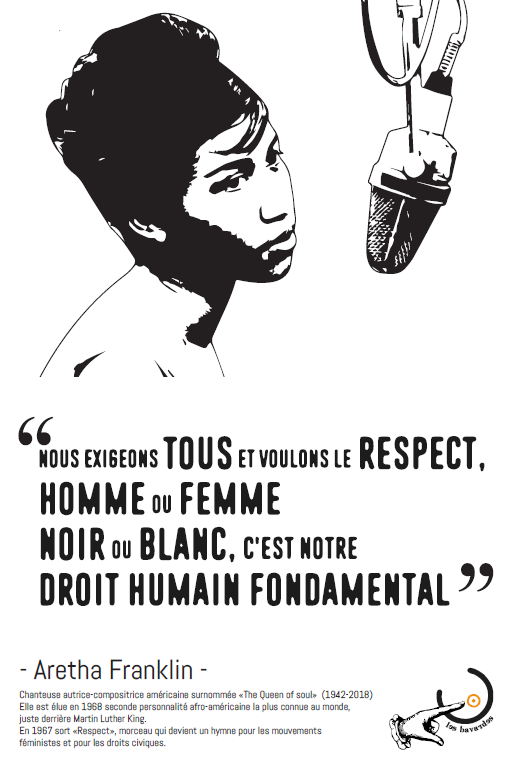 “NOUS EXIGEONS TOUS ET VOULONS LE RESPECT,
HOMME OU FEMME
NOIR OU BLANC, C'EST NOTRE
DROIT HUMAIN FONDAMENTAL”
- Aretha Franklin -
Chanteuse autrice-compositrice américaine surnommée «The Queen of soul» (1942-2018)
Elle est élue en 1968 seconde personnalité afro-américaine la plus connue au monde,
juste derrière Martin Luther King.
En 1967 sort «Respect», morceau qui devient un hymne pour les mouvements
féministes et pour les droits civiques.
les bavardes